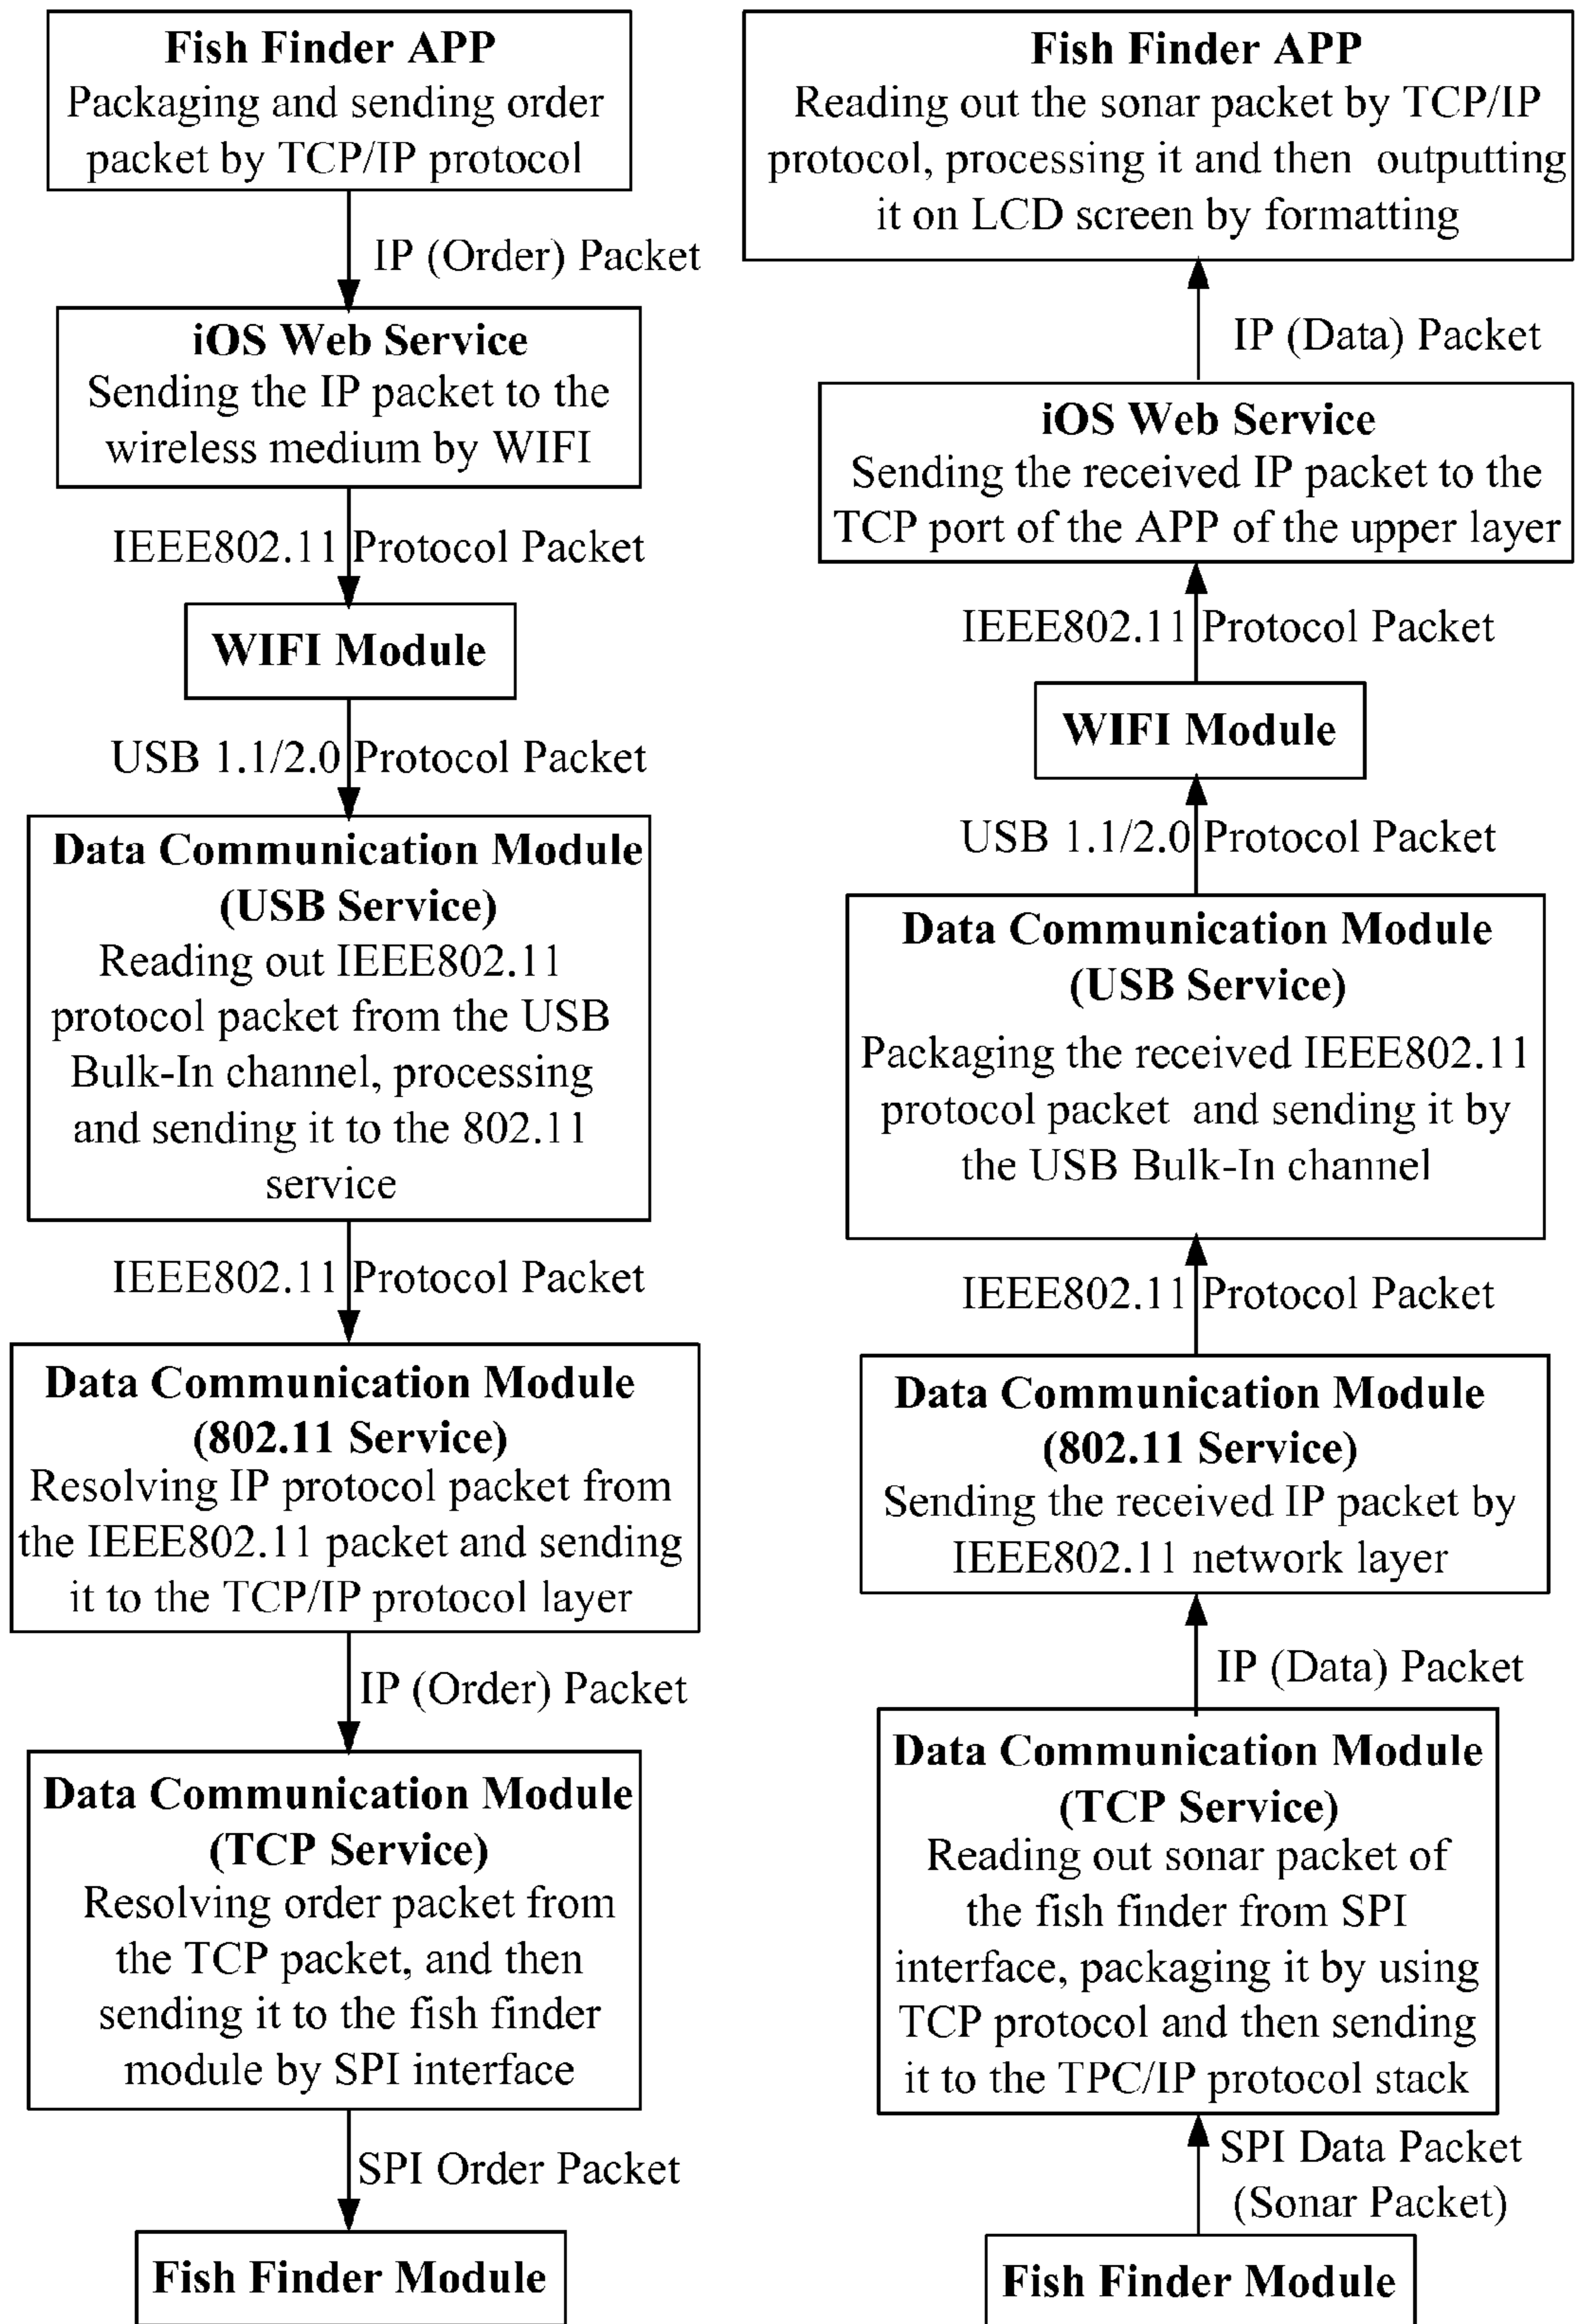 Fish Finder APP
Packaging and sending order
packet by TCP/IP protocol
IP (Order) Packet
iOS Web Service
Sending the IP packet to the
wireless medium by WIFI
IEEE802.11 Protocol Packet
WIFI Module
USB 1.1/2.0 Protocol Packet
Data Communication Module
(USB Service)
Reading out IEEE802.11
protocol packet from the USB
Bulk-In channel, processing
and sending it to the 802.11
service
IEEE802.11 Protocol Packet
Data Communication Module
(802.11 Service)
Resolving IP protocol packet from
the IEEE802.11 packet and sending
it to the TCP/IP protocol layer
IP (Order) Packet
Data Communication Module
(TCP Service)
Resolving order packet from
the TCP packet, and then
sending it to the fish finder
module by SPI interface
SPI Order Packet
Fish Finder Module
Fish Finder APP
Reading out the sonar packet by TCP/IP
protocol, processing it and then outputting
it on LCD screen by formatting
IP (Data) Packet
iOS Web Service
Sending the received IP packet to the
TCP port of the APP of the upper layer
IEEE802.11 Protocol Packet
WIFI Module
USB 1.1/2.0 Protocol Packet
Data Communication Module
(USB Service)
Packaging the received IEEE802.11
protocol packet and sending it by
the USB Bulk-In channel
IEEE802.11 Protocol Packet
Data Communication Module
(802.11 Service)
Sending the received IP packet by
IEEE802.11 network layer
IP (Data) Packet
Data Communication Module
(TCP Service)
Reading out sonar packet of
the fish finder from SPI
interface, packaging it by using
TCP protocol and then sending
it to the TPC/IP protocol stack
SPI Data Packet
(Sonar Packet)
Fish Finder Module